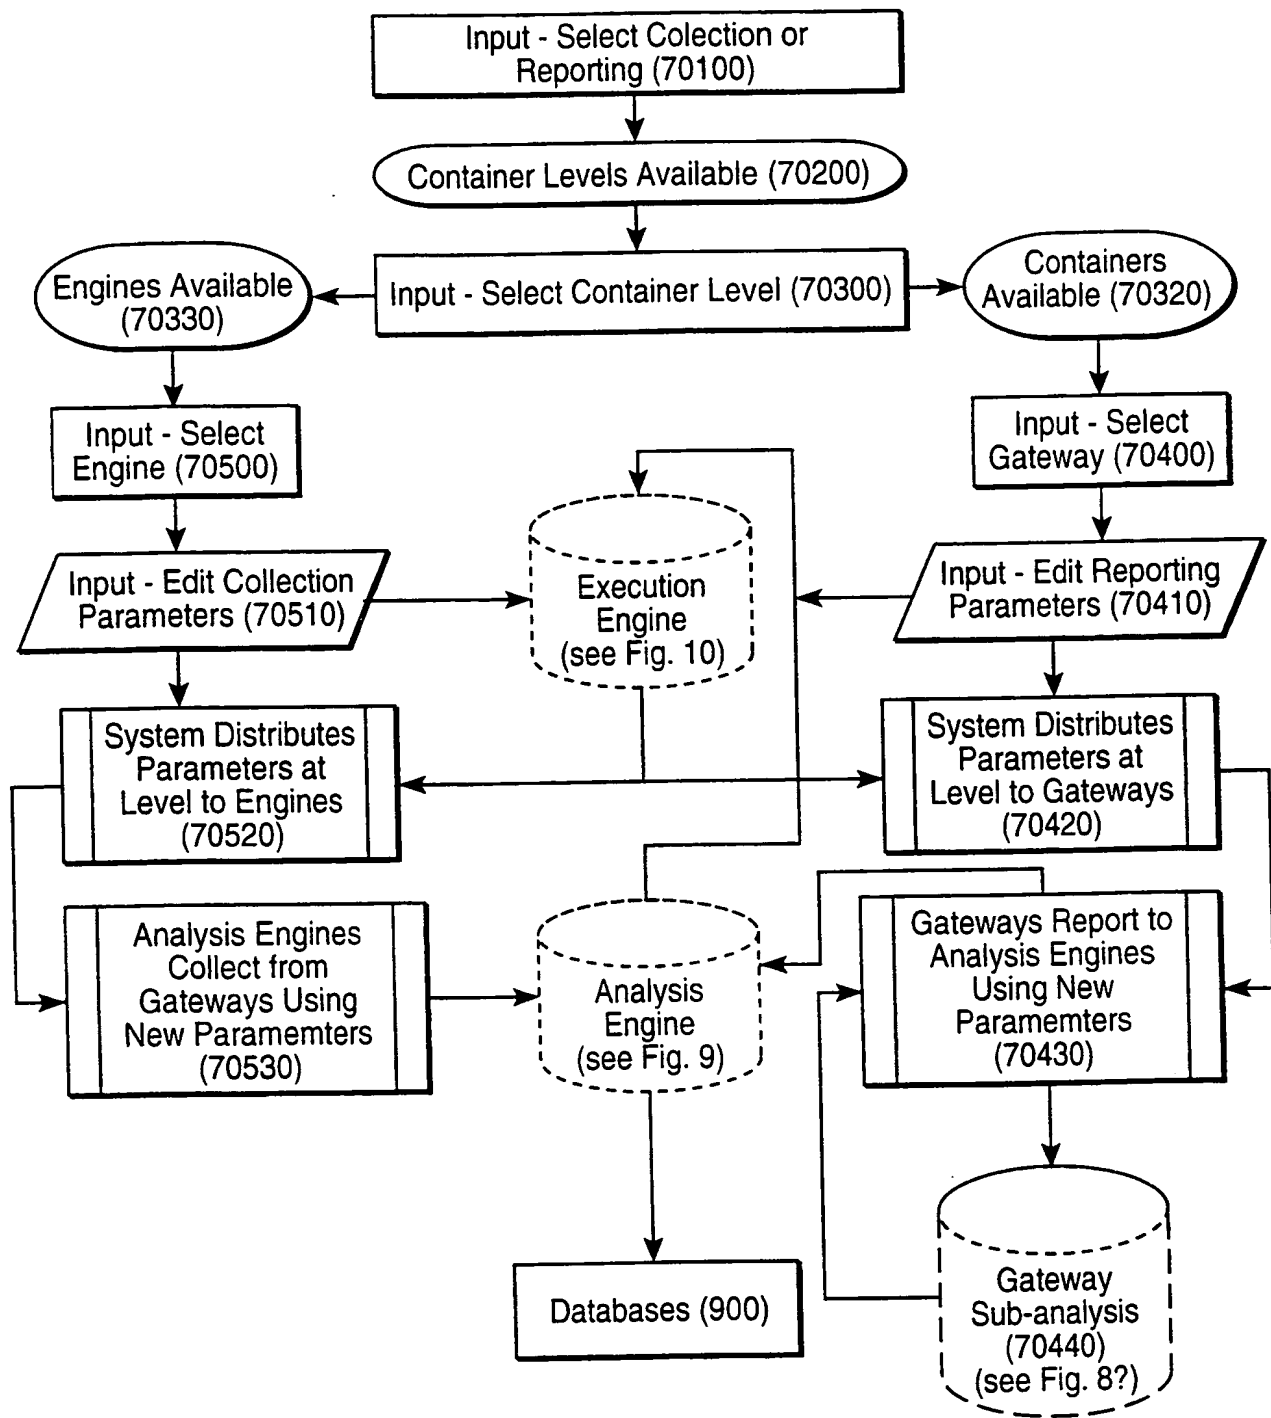 Input - Select Colection or
Reporting (70100)
Container Levels Available (70200)
Engines Available
(70330)
Input - Select Container Level (70300)
Containers
Available (70320)
Input - Select
Engine (70500)
Input - Select
Gateway (70400)
Input - Edit Collection
Parameters (70510)
Execution
Engine
(see Fig. 10)
Input - Edit Reporting
Parameters (70410)
System Distributes
Parameters at
Level to Engines
(70520)
System Distributes
Parameters at
Level to Gateways
(70420)
Analysis Engines
Collect from
Gateways Using
New Paramemters
(70530)
Analysis
Engine
(see Fig. 9)
Gateways Report to
Analysis Engines
Using New
Paramemters
(70430)
Databases (900)
Gateway
Sub-analysis
(70440)
(see Fig. 8?)